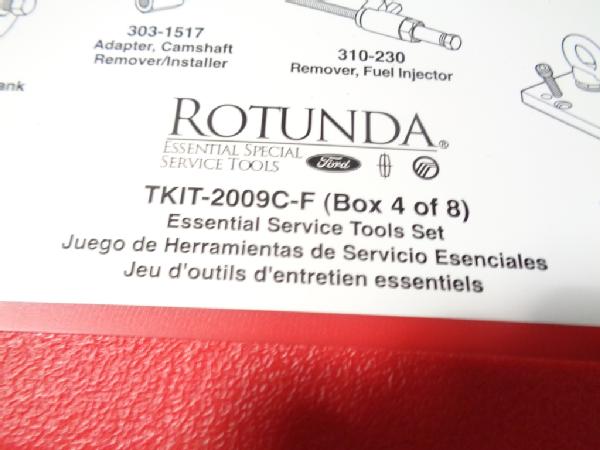 303-1517
Adapter, Camshaft
Remover/Installer
310-230
Remover, Fuel Injector
ank
ROTUNDA®
ESSENTIAL SPECIAL
SERVICE TOOLS
Ford
TKIT-2009C-F (Box 4 of 8)
Essential Service Tools Set
Juego de Herramientas de Servicio Esenciales
Jeu d'outils d'entretien essentiels